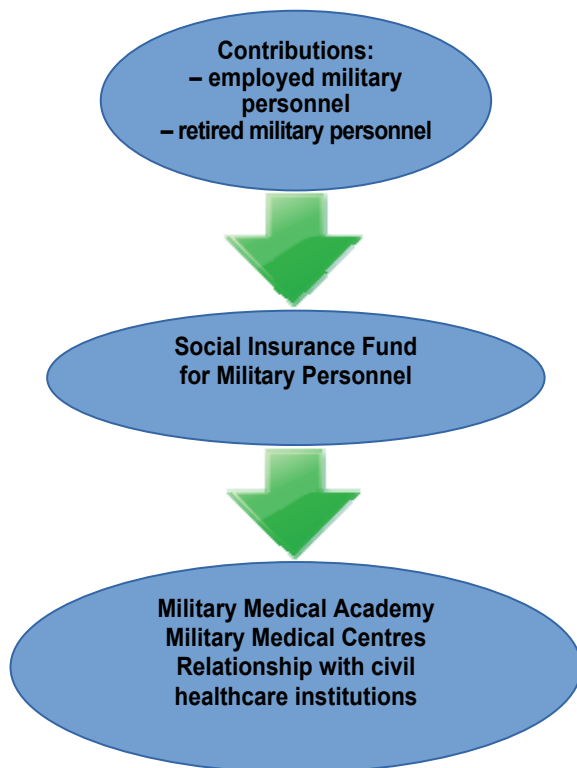 Contributions:
– employed military
personnel
– retired military personnel
Social Insurance Fund
for Military Personnel
Military Medical Academy
Military Medical Centres
Relationship with civil
healthcare institutions